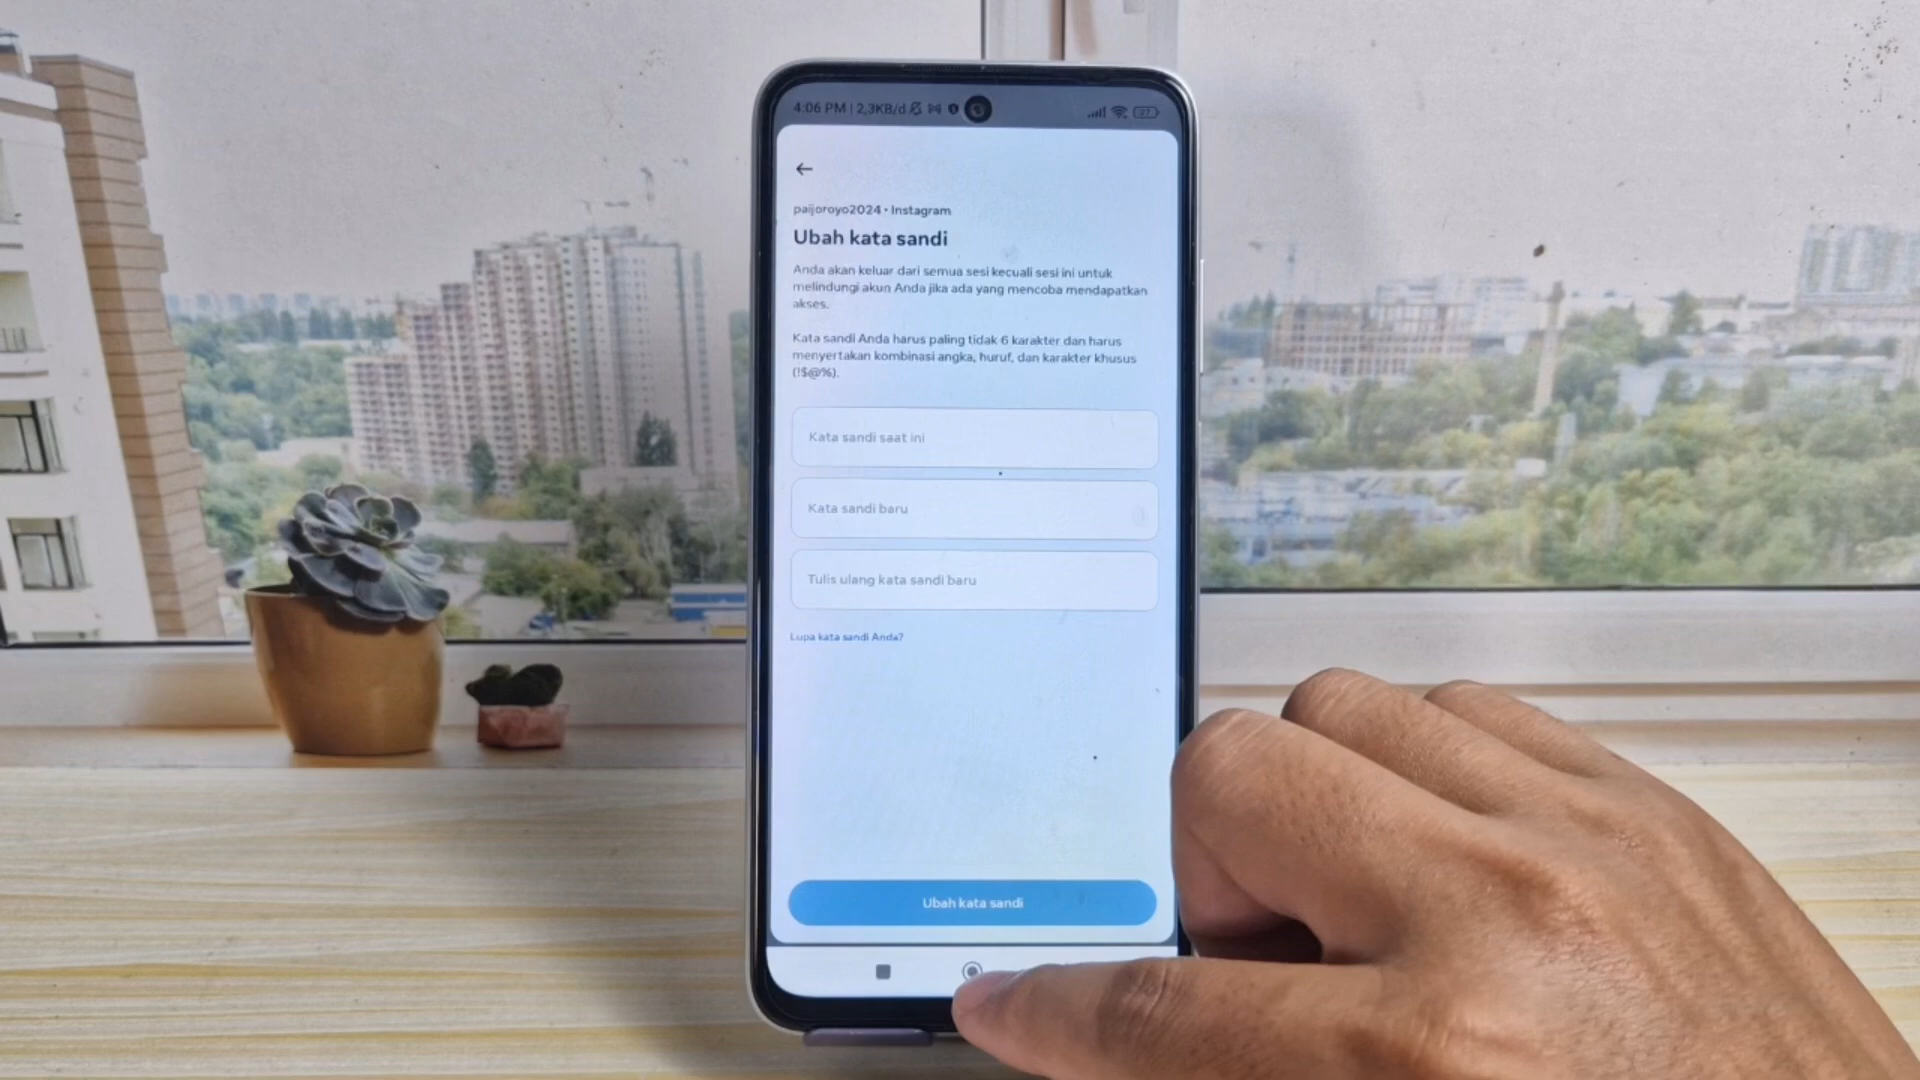 4:06 PM | 2,3KB/d
27
paijoroyo2024 • Instagram
Ubah kata sandi
Anda akan keluar dari semua sesi kecuali sesi ini untuk
melindungi akun Anda jika ada yang mencoba mendapatkan
akses.
Kata sandi Anda harus paling tidak 6 karakter dan harus
menyertakan kombinasi angka, huruf, dan karakter khusus
(!$@%).
Kata sandi saat ini
Kata sandi baru
Tulis ulang kata sandi baru
Lupa kata sandi Anda?
Ubah kata sandi